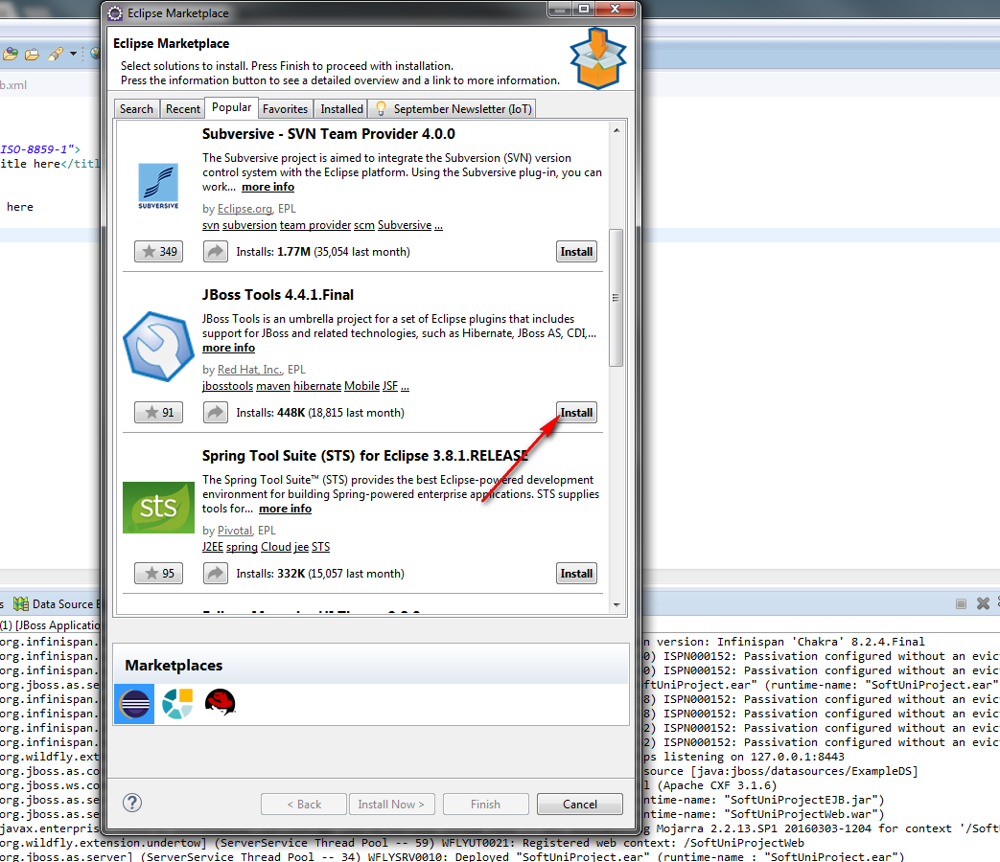 Eclipse Marketplace
Eclipse Marketplace
Select solutions to install. Press Finish to proceed with installation.
Press the information button to see a detailed overview and a link to more information.
Search Recent Popular Favorites Installed September Newsletter (IoT)
b.xml
ISO-8859-1">
itle here</titl
here
Subversive - SVN Team Provider 4.0.0
The Subversive project is aimed to integrate the Subversion (SVN) version
control system with the Eclipse platform. Using the Subversive plug-in, you can
work... more info
SUBVERSIVE
by Eclipse.org, EPL
svn subversion team provider scm Subversive ...
349 Installs: 1.77M (35,054 last month) Install
JBoss Tools 4.4.1.Final
JBoss Tools is an umbrella project for a set of Eclipse plugins that includes
support for JBoss and related technologies, such as Hibernate, JBoss AS, CDI,...
more info
by Red Hat, Inc., EPL
jbosstools maven hibernate Mobile JSF ...
91 Installs: 448K (18,815 last month) Install
Spring Tool Suite (STS) for Eclipse 3.8.1.RELEASE
The Spring Tool Suite™ (STS) provides the best Eclipse-powered development
environment for building Spring-powered enterprise applications. STS supplies
tools for... more info
sts
by Pivotal, EPL
J2EE spring Cloud jee STS
95 Installs: 332K (15,057 last month) Install
Marketplaces
< Back Install Now > Finish Cancel
s Data Source E
(1) [JBoss Applicatio
org.infinispan. n version: Infinispan 'Chakra' 8.2.4.Final
org.infinispan. 0) ISPN000152: Passivation configured without an evic
org.infinispan. 0) ISPN000152: Passivation configured without an evic
org.jboss.as.se oftUniProject.ear" (runtime-name: "SoftUniProject.ear"
org.infinispan. 8) ISPN000152: Passivation configured without an evic
org.infinispan. 8) ISPN000152: Passivation configured without an evic
org.infinispan. 2) ISPN000152: Passivation configured without an evic
org.infinispan. 2) ISPN000152: Passivation configured without an evic
org.wildfly.ext ps listening on 127.0.0.1:8443
org.jboss.as.co source [java:jboss/datasources/ExampleDS]
org.jboss.ws.co l (Apache CXF 3.1.6)
org.jboss.as.se ntime-name: "SoftUniProjectEJB.jar")
org.jboss.as.se ntime-name: "SoftUniProjectWeb.war")
javax.enterpris ng Mojarra 2.2.13.SP1 20160303-1204 for context '/SoftU
org.wildfly.extension.undertow] (ServerService Thread Pool -- 59) WFLYUT0021: Registered web context: /SoftUniProjectWeb
org.jboss.as.server] (ServerService Thread Pool -- 34) WFLYSRV0010: Deployed "SoftUniProject.ear" (runtime-name : "SoftUniProject.ear")